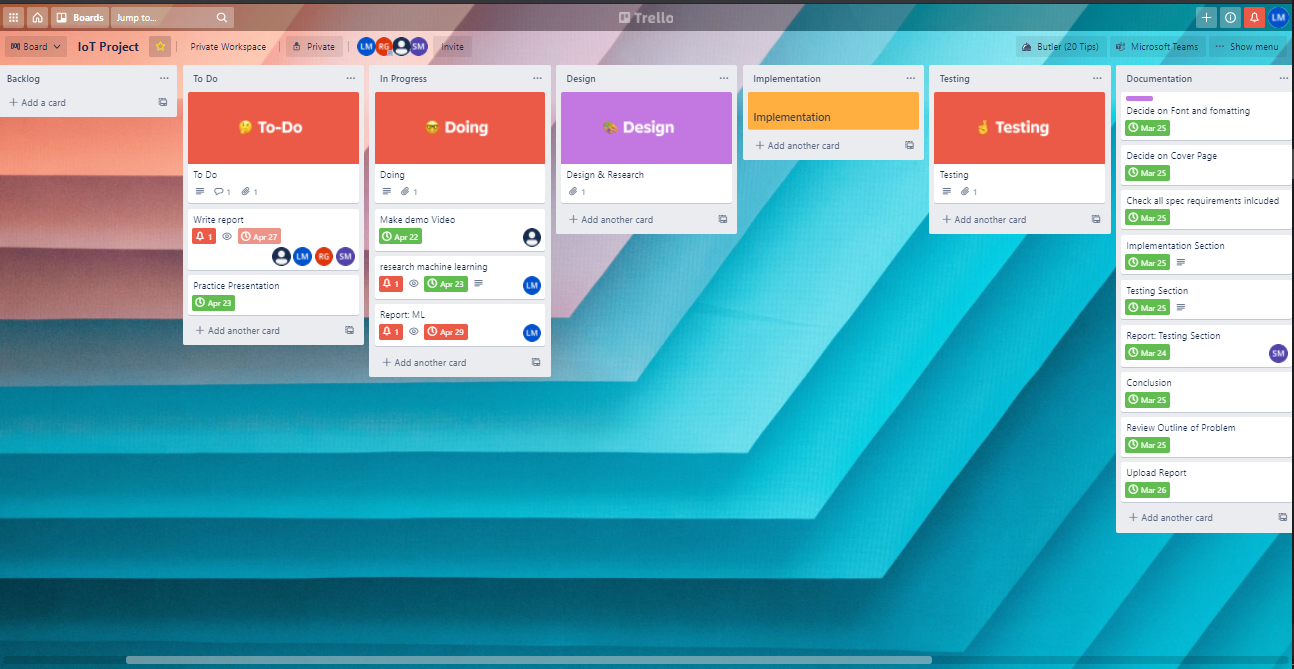 Boards
Jump to...
Trello
LM
Board
IoT Project
Private Workspace
Private
LM
RG
SM
Invite
Butler (20 Tips)
Microsoft Teams
Show menu
Backlog
Add a card
To Do
To-Do
To Do
1
1
Write report
1
Apr 27
LM
RG
SM
Practice Presentation
Apr 23
Add another card
In Progress
Doing
Doing
1
Make demo Video
Apr 22
research machine learning
1
Apr 23
LM
Report: ML
1
Apr 29
LM
Add another card
Design
Design
Design & Research
1
Add another card
Implementation
Implementation
Add another card
Testing
Testing
Testing
1
Add another card
Documentation
Decide on Font and fomatting
Mar 25
Decide on Cover Page
Mar 25
Check all spec requirements inlcuded
Mar 25
Implementation Section
Mar 25
Testing Section
Mar 25
Report: Testing Section
Mar 24
SM
Conclusion
Mar 25
Review Outline of Problem
Mar 25
Upload Report
Mar 26
Add another card